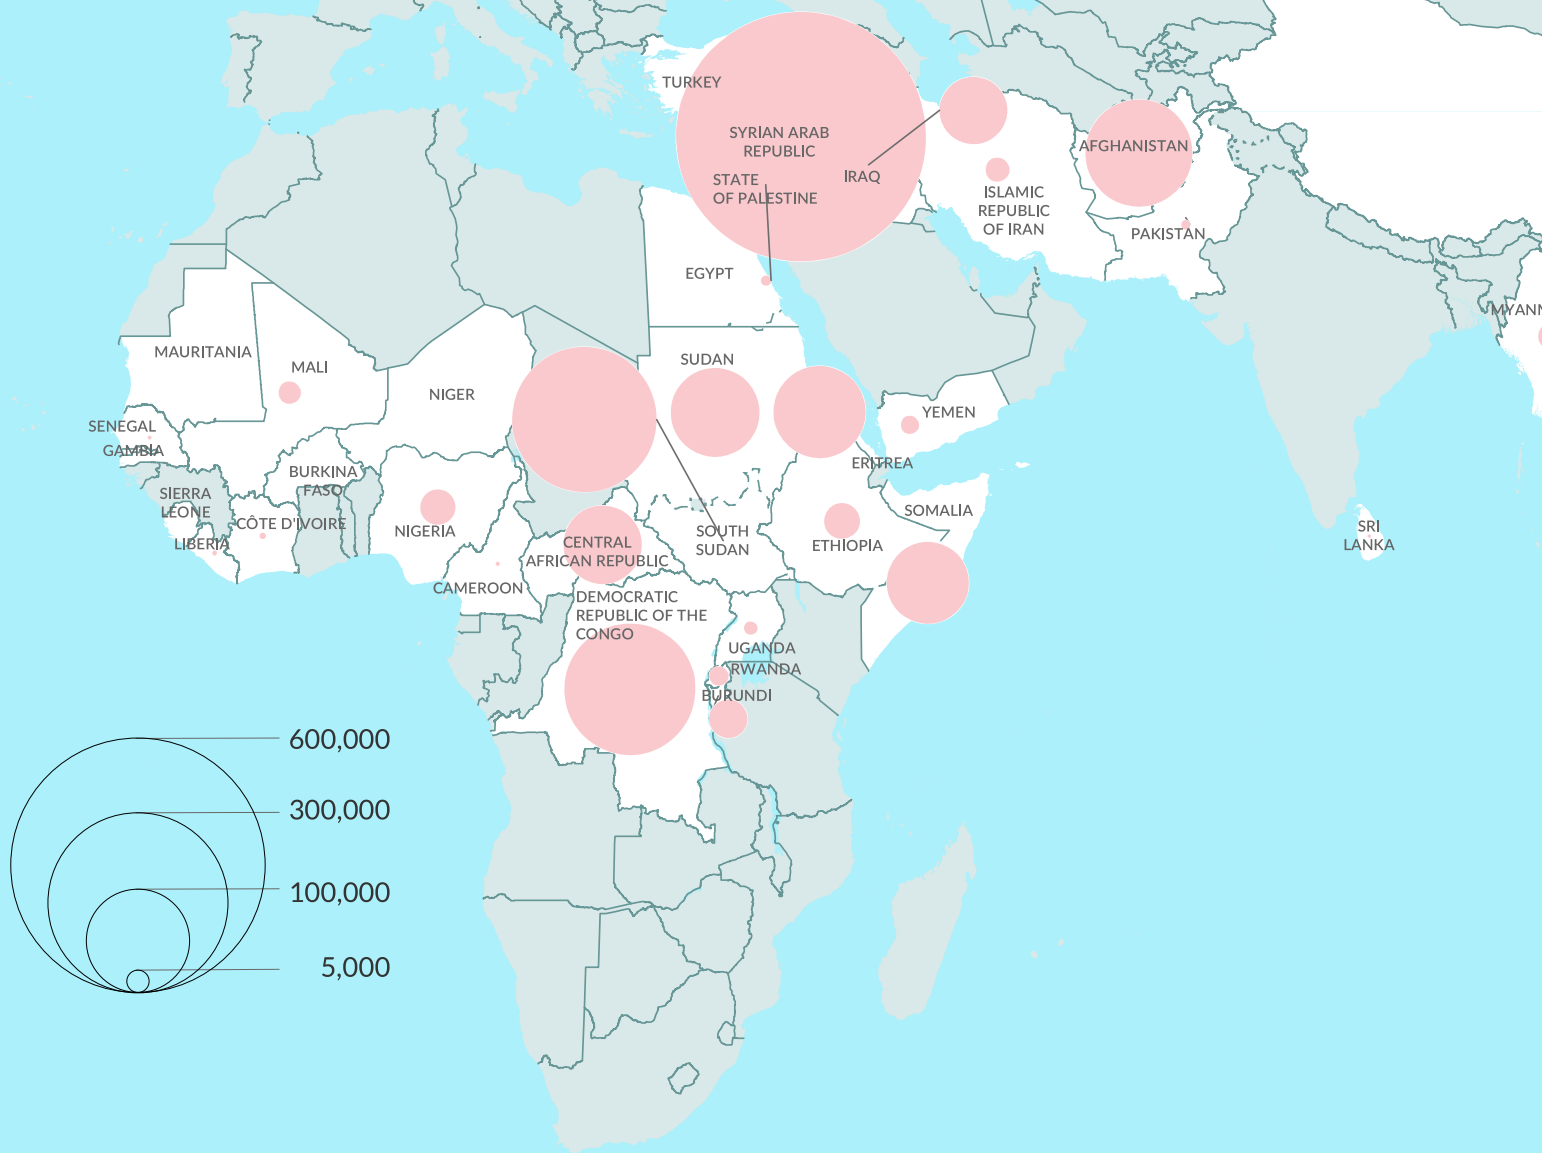 TURKEY
SYRIAN ARAB
REPUBLIC
STATE
OF PALESTINE
IRAQ
AFGHANISTAN
ISLAMIC
REPUBLIC
OF IRAN
PAKISTAN
EGYPT
MAURITANIA
MALI
NIGER
SUDAN
YEMEN
SENEGAL
GAMBIA
ERITREA
BURKINA
FASO
SIERRA
LEONE
CÔTE D'IVOIRE
LIBERIA
NIGERIA
SOMALIA
SOUTH
SUDAN
ETHIOPIA
SRI
LANKA
CENTRAL
AFRICAN REPUBLIC
CAMEROON
DEMOCRATIC
REPUBLIC OF THE
CONGO
UGANDA
RWANDA
BURUNDI
600,000
300,000
100,000
5,000